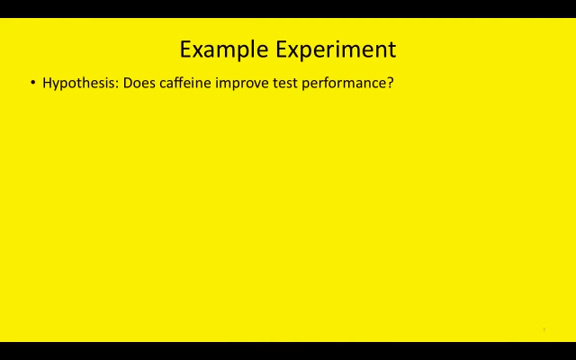 Example Experiment
• Hypothesis: Does caffeine improve test performance?